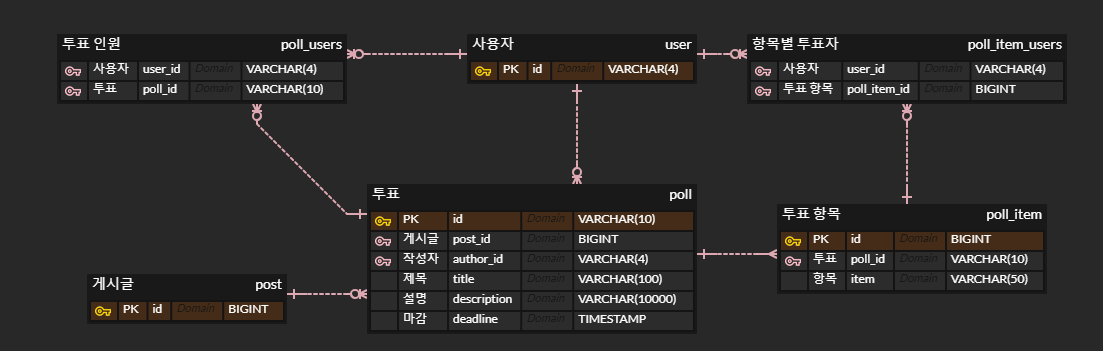 투표 인원 poll_users
사용자 user_id Domain VARCHAR(4)
투표 poll_id Domain VARCHAR(10)
사용자 user
PK id Domain VARCHAR(4)
항목별 투표자 poll_item_users
사용자 user_id Domain VARCHAR(4)
투표 항목 poll_item_id Domain BIGINT
투표 poll
PK id Domain VARCHAR(10)
게시글 post_id Domain BIGINT
작성자 author_id Domain VARCHAR(4)
제목 title Domain VARCHAR(100)
설명 description Domain VARCHAR(10000)
마감 deadline Domain TIMESTAMP
투표 항목 poll_item
PK id Domain BIGINT
투표 poll_id Domain VARCHAR(10)
항목 item Domain VARCHAR(50)
게시글 post
PK id Domain BIGINT